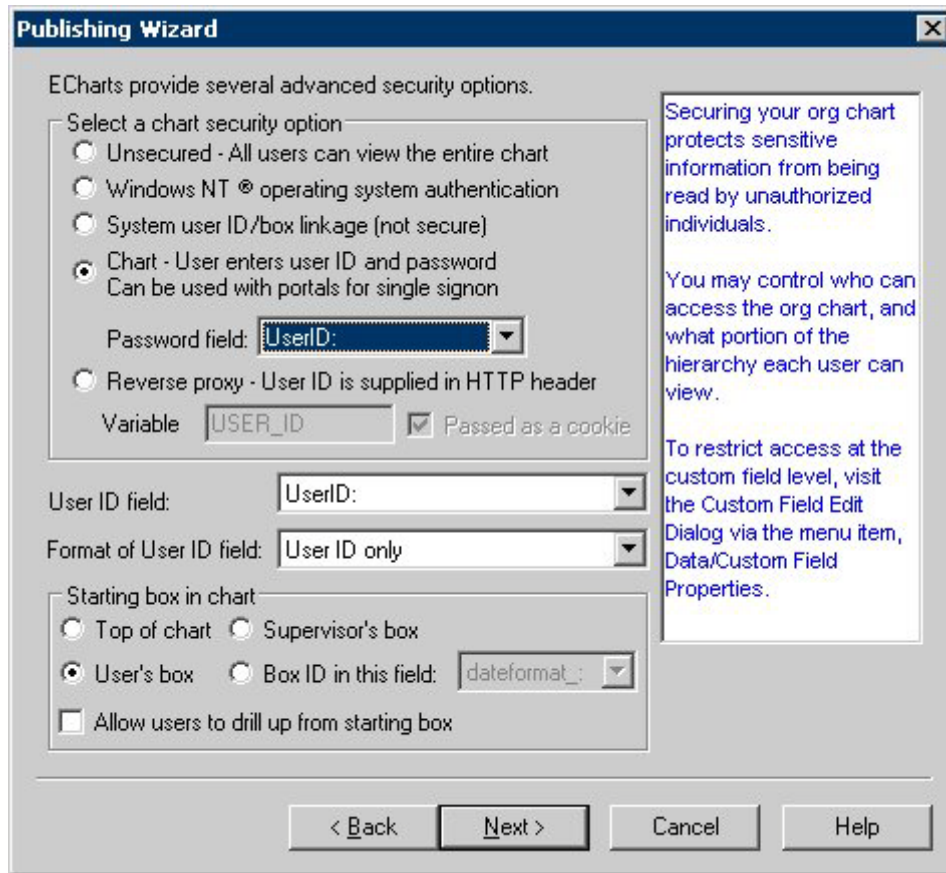 Publishing Wizard
ECharts provide several advanced security options.
Select a chart security option
Unsecured - All users can view the entire chart
Windows NT ® operating system authentication
System user ID/box linkage (not secure)
Chart - User enters user ID and password
Can be used with portals for single signon
Password field: UserID:
Reverse proxy - User ID is supplied in HTTP header
Variable USER_ID Passed as a cookie
User ID field: UserID:
Format of User ID field: User ID only
Starting box in chart
Top of chart Supervisor's box
User's box Box ID in this field: dateformat_:
Allow users to drill up from starting box
Securing your org chart
protects sensitive
information from being
read by unauthorized
individuals.
You may control who can
access the org chart, and
what portion of the
hierarchy each user can
view.
To restrict access at the
custom field level, visit
the Custom Field Edit
Dialog via the menu item,
Data/Custom Field
Properties.
< Back Next > Cancel Help